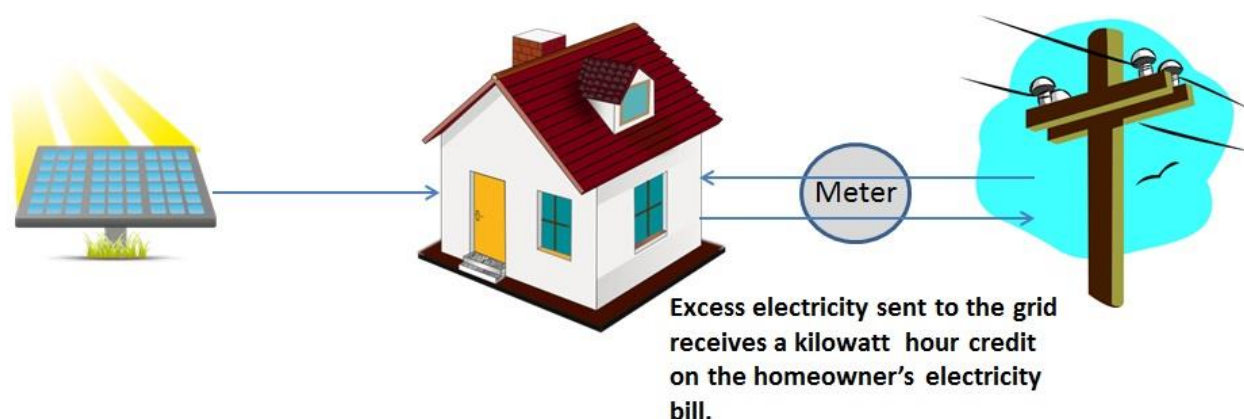 Meter
Excess electricity sent to the grid
receives a kilowatt hour credit
on the homeowner's electricity
bill.